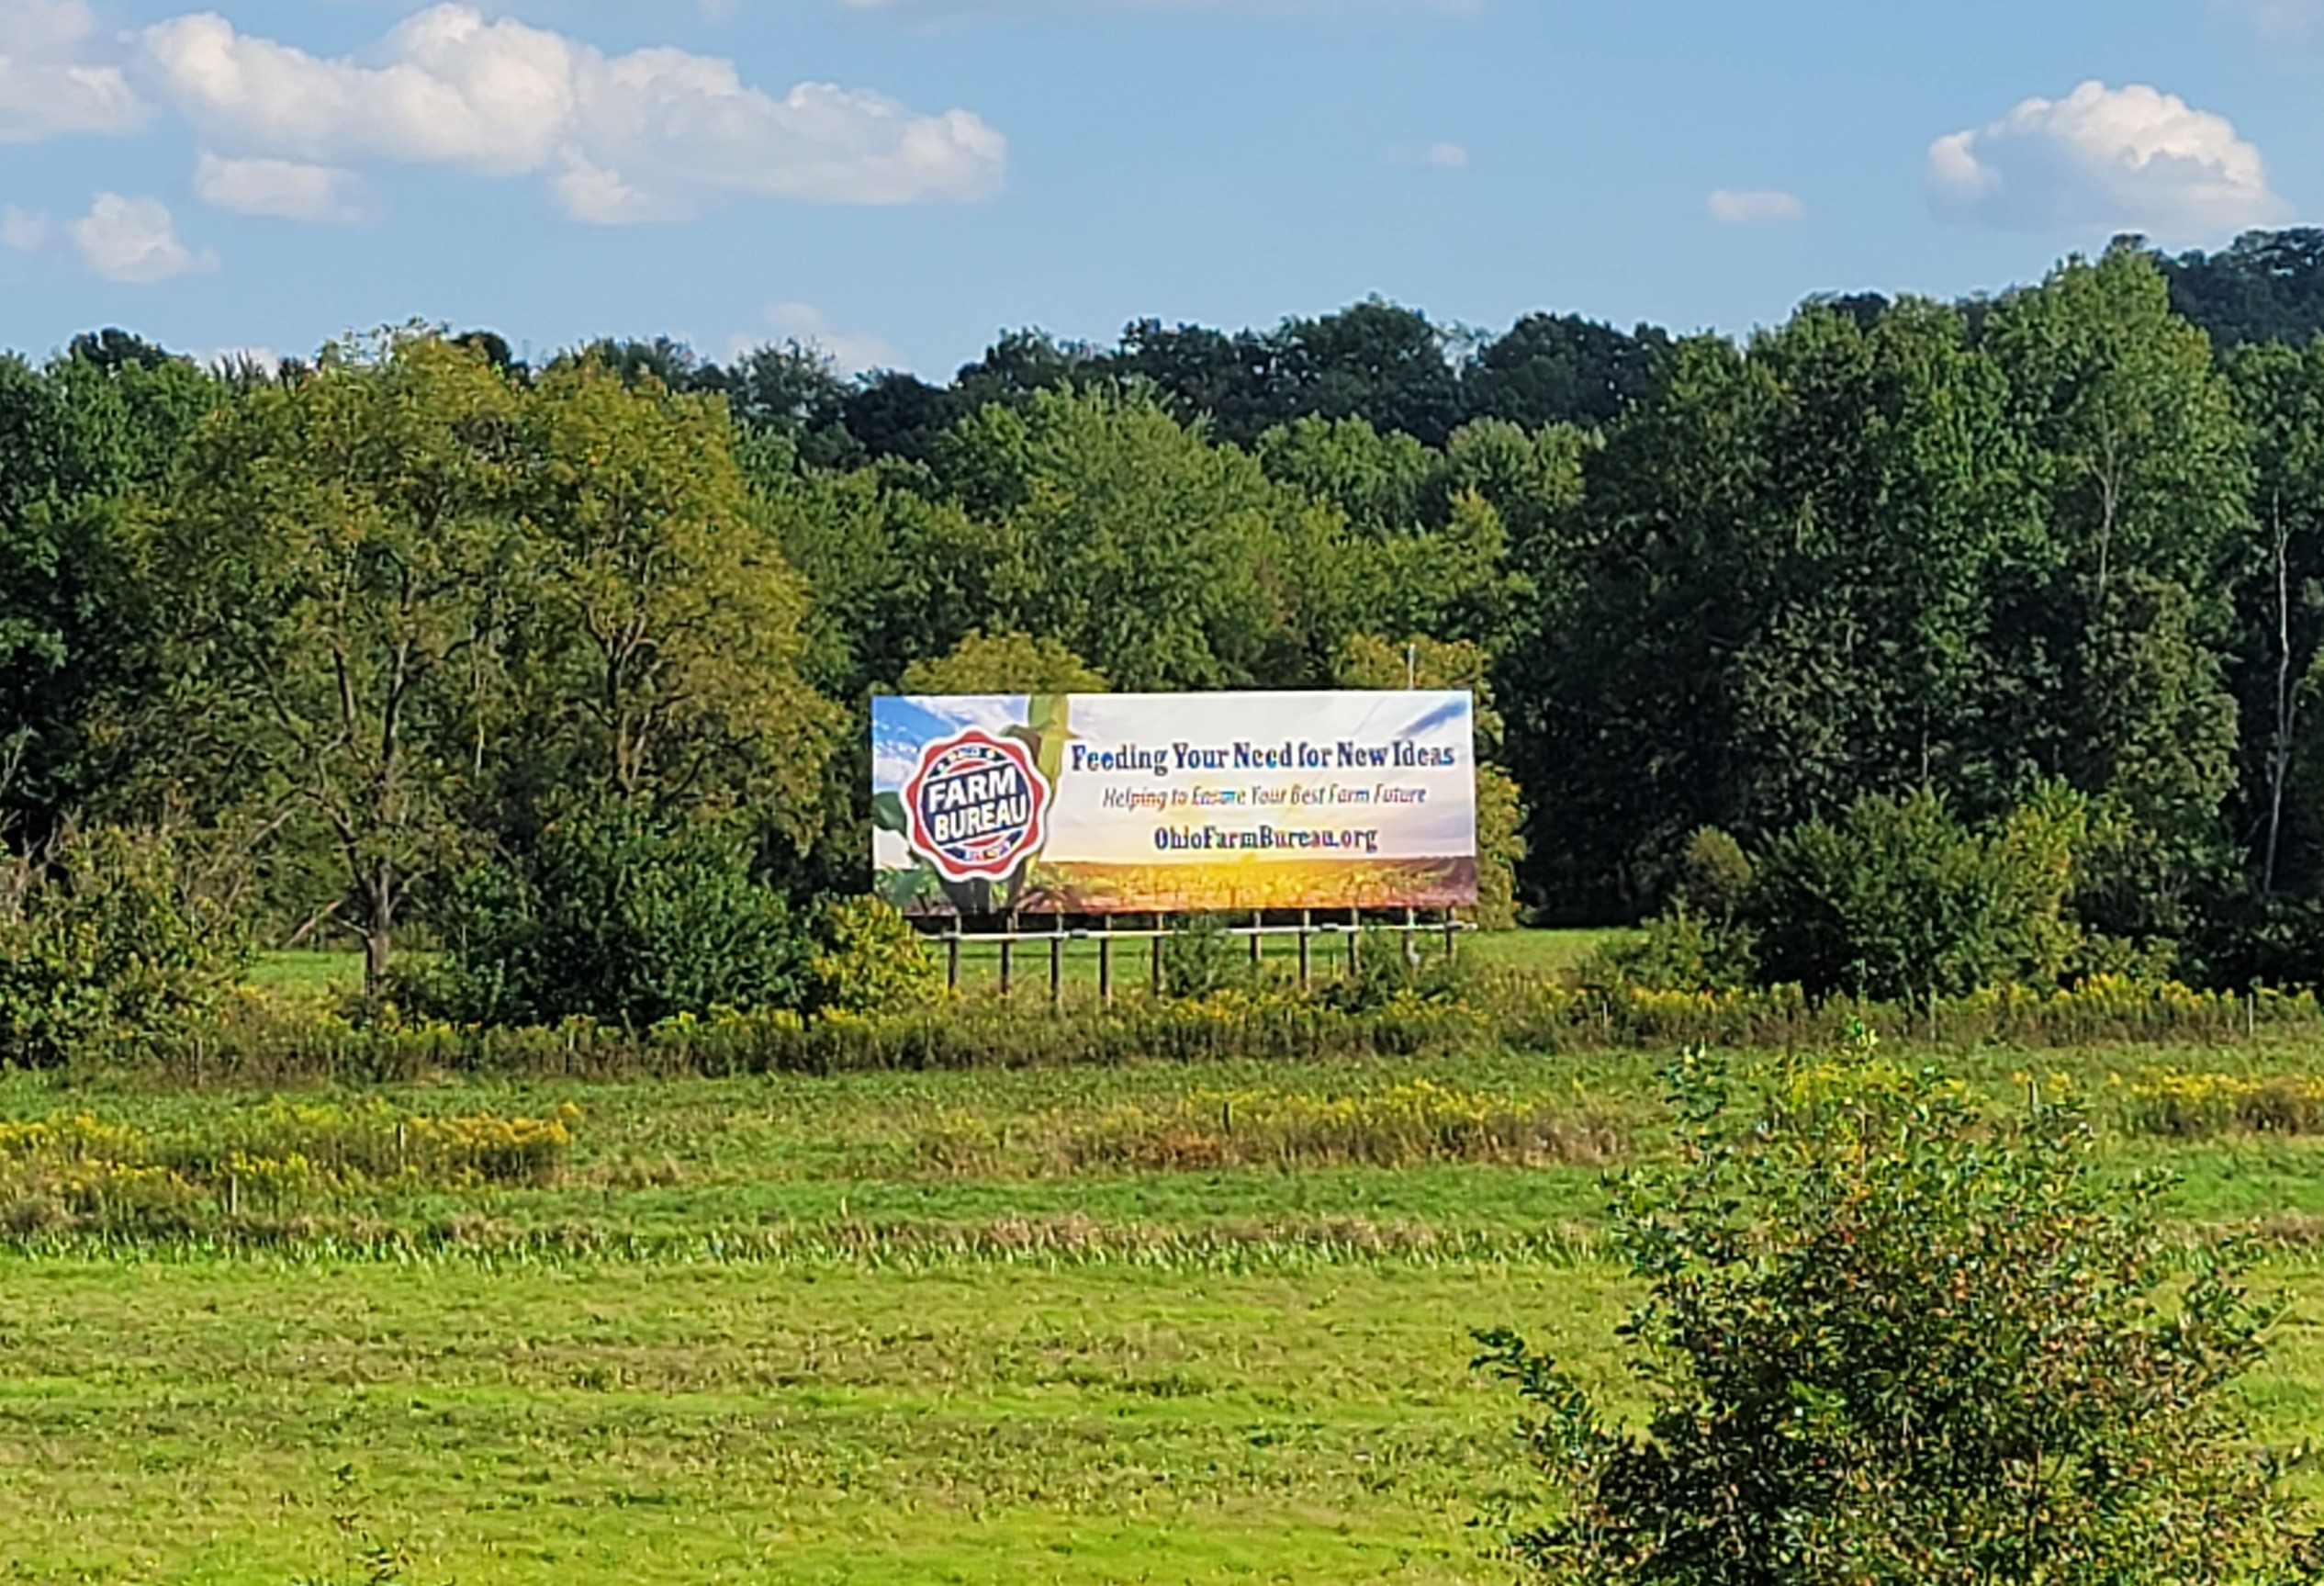 FARM
BUREAU
Feeding Your Need for New Ideas
Helping to Ensure Your Best Farm Future
OhioFarmBureau.org